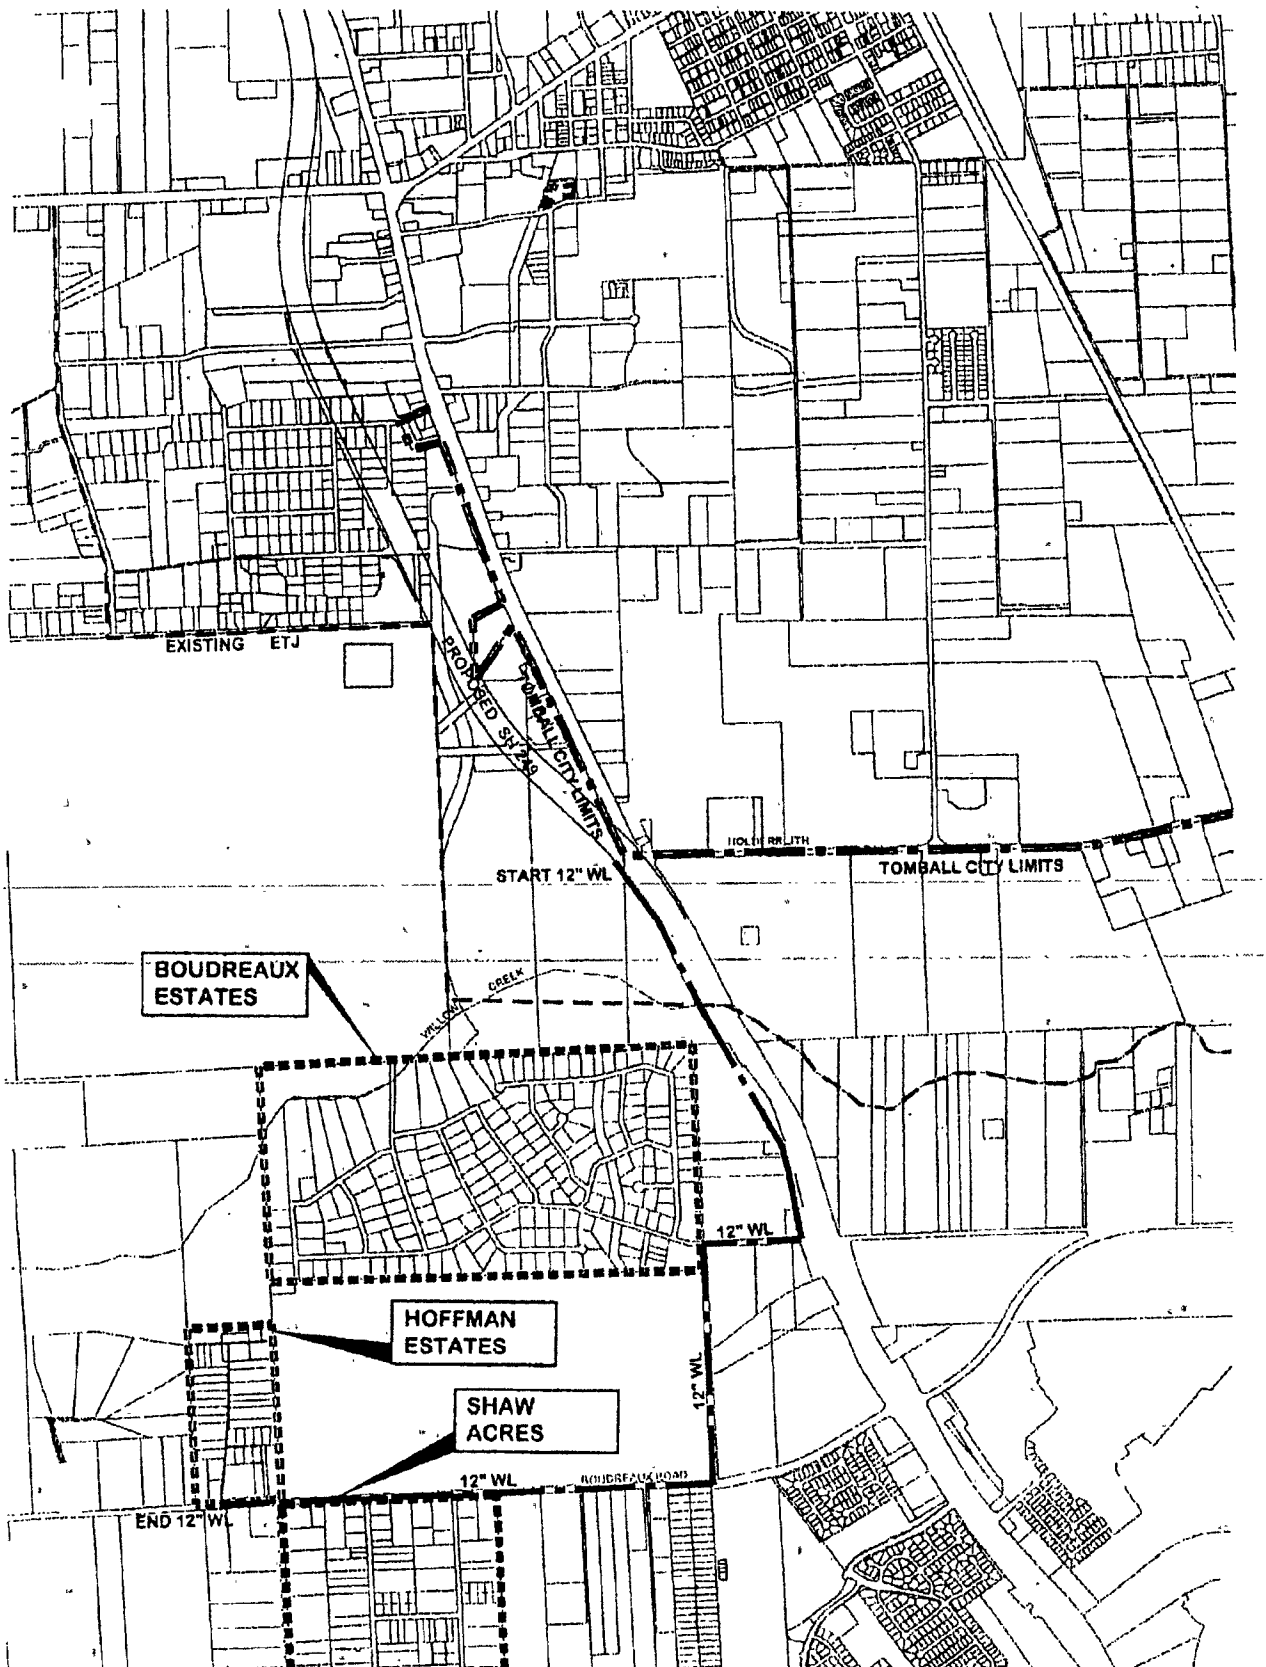 EXISTING ETJ
PROPOSED SH 249
TOMBALL CITY LIMITS
TOMBALL CITY LIMITS
START 12" WL
BOUDREAUX
ESTATES
WILLOW
CREEK
12" WL
HOFFMAN
ESTATES
12" WL
SHAW
ACRES
12" WL
BOUDREAUX ROAD
END 12" WL